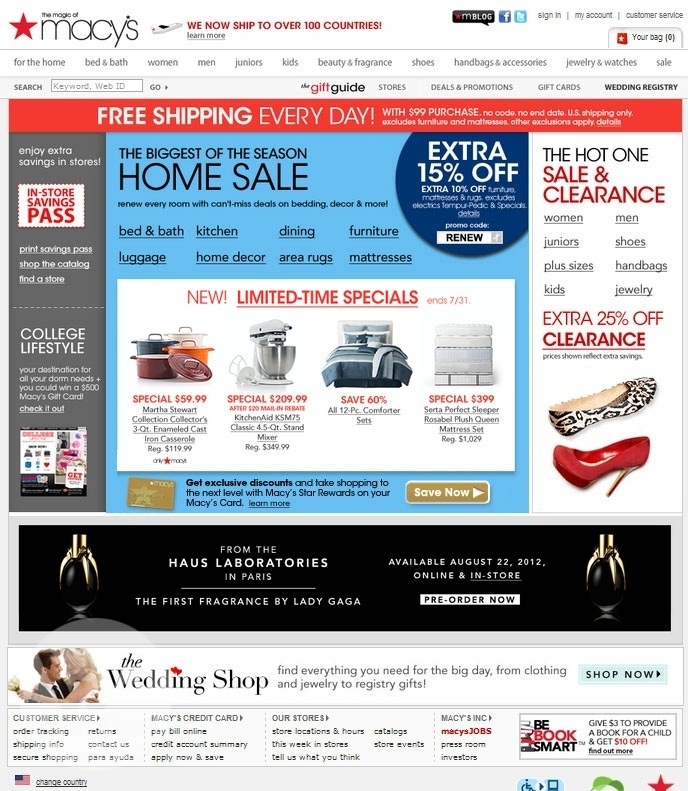 the magic of
macy's
WE NOW SHIP TO OVER 100 COUNTRIES!
learn more
mBLOG
sign in | my account | customer service
Your bag (0)
for the home bed & bath women men juniors kids beauty & fragrance shoes handbags & accessories jewelry & watches sale
SEARCH Keyword, Web ID GO
the giftguide STORES DEALS & PROMOTIONS GIFT CARDS WEDDING REGISTRY
FREE SHIPPING EVERY DAY! WITH $99 PURCHASE. no code. no end date. U.S. shipping only.
excludes furniture and mattresses. other exclusions apply. details
enjoy extra
savings in stores!
IN-STORE
SAVINGS
PASS
print savings pass
shop the catalog
find a store
COLLEGE
LIFESTYLE
your destination for
all your dorm needs +
you could win a $500
Macy's Gift Card!
check it out
THE BIGGEST OF THE SEASON
HOME SALE
renew every room with can't-miss deals on bedding, decor & more!
bed & bath kitchen dining furniture
luggage home decor area rugs mattresses
EXTRA
15% OFF
EXTRA 10% OFF furniture,
mattresses & rugs. excludes
electrics Tempur-Pedic & Specials.
details
promo code:
RENEW
NEW! LIMITED-TIME SPECIALS ends 7/31.
SPECIAL $59.99
Martha Stewart
Collection Collector's
3-Qt. Enameled Cast
Iron Casserole
Reg. $119.99
only macys
SPECIAL $209.99
AFTER $20 MAIL-IN REBATE
KitchenAid KSM75
Classic 4.5-Qt. Stand
Mixer
Reg. $349.99
SAVE 60%
All 12-Pc. Comforter
Sets
SPECIAL $399
Serta Perfect Sleeper
Rosabel Plush Queen
Mattress Set
Reg. $1,029
macys
Get exclusive discounts and take shopping to
the next level with Macy's Star Rewards on your
Macy's Card. learn more
Save Now
THE HOT ONE
SALE &
CLEARANCE
women men
juniors shoes
plus sizes handbags
kids jewelry
EXTRA 25% OFF
CLEARANCE
prices shown reflect extra savings.
FROM THE
HAUS LABORATORIES
IN PARIS
THE FIRST FRAGRANCE BY LADY GAGA
AVAILABLE AUGUST 22, 2012,
ONLINE & IN-STORE
PRE-ORDER NOW
the
Wedding Shop
find everything you need for the big day, from clothing
and jewelry to registry gifts!
SHOP NOW
CUSTOMER SERVICE
order tracking returns
shipping info contact us
secure shopping para ayuda
MACY'S CREDIT CARD
pay bill online
credit account summary
apply now & save
OUR STORES
store locations & hours catalogs
this week in stores store events
tell us what you think
MACY'S INC
macysJOBS
press room
investors
BE
BOOK
SMART
GIVE $3 TO PROVIDE
A BOOK FOR A CHILD
& GET $10 OFF!
find out more
change country